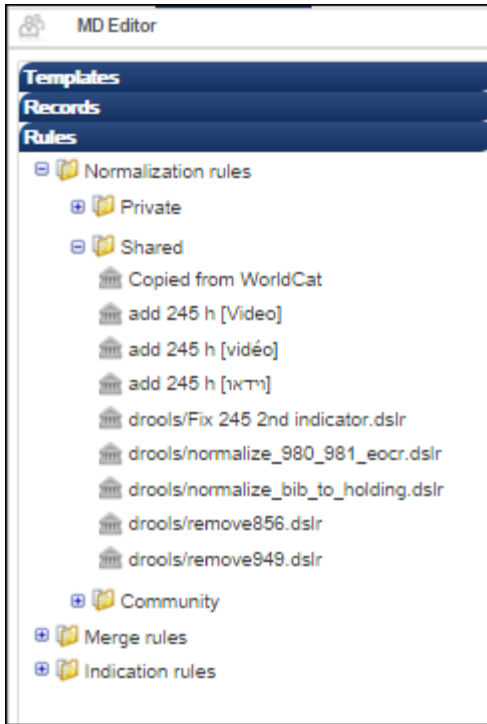 MD Editor
Templates
Records
Rules
Normalization rules
Private
Shared
Copied from WorldCat
add 245 h [Video]
add 245 h [vidéo]
add 245 h [וידאו]
drools/Fix 245 2nd indicator.dslr
drools/normalize_980_981_eocr.dslr
drools/normalize_bib_to_holding.dslr
drools/remove856.dslr
drools/remove949.dslr
Community
Merge rules
Indication rules